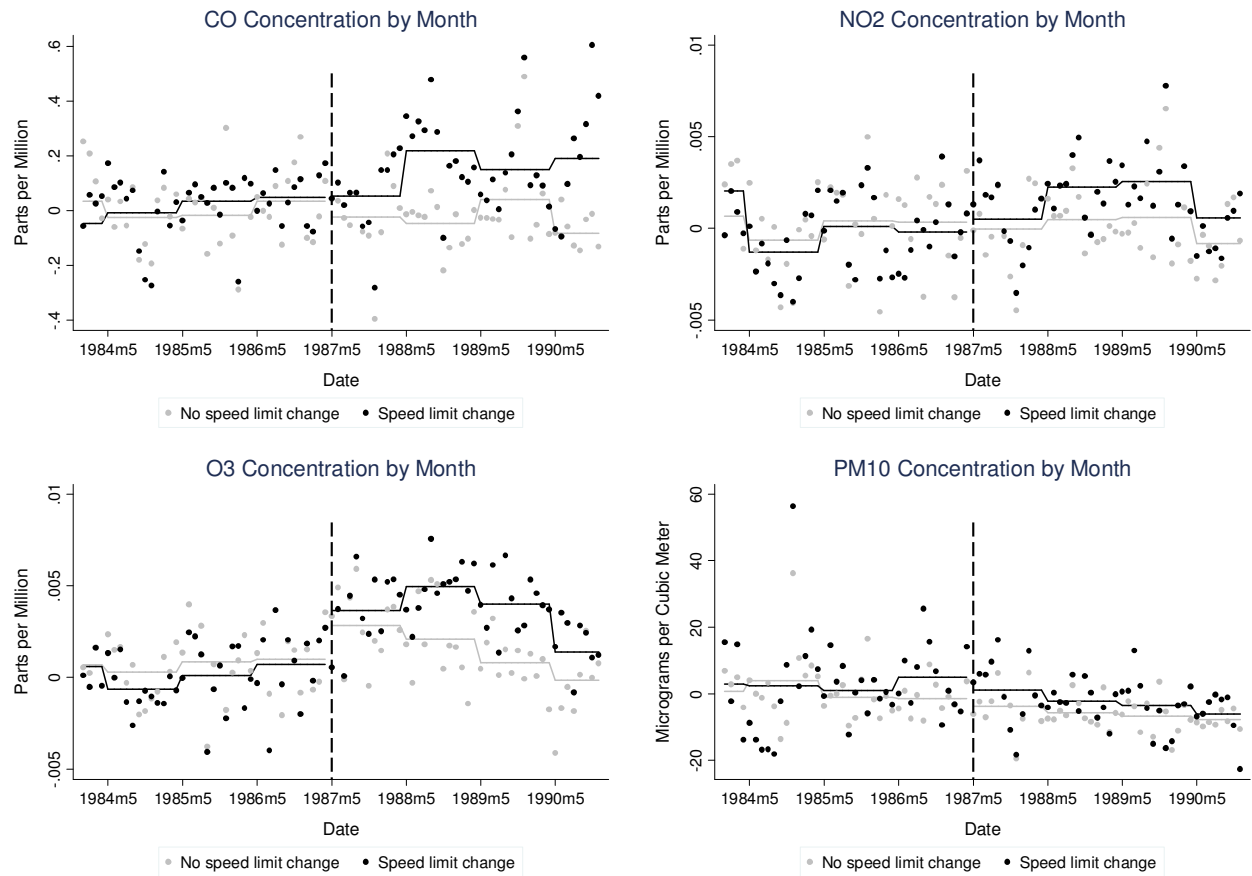 CO Concentration by Month
Parts per Million
.6
.4
.2
0
-.2
-.4
1984m5 1985m5 1986m5 1987m5 1988m5 1989m5 1990m5
Date
No speed limit change Speed limit change
NO2 Concentration by Month
Parts per Million
.01
.005
0
-.005
1984m5 1985m5 1986m5 1987m5 1988m5 1989m5 1990m5
Date
No speed limit change Speed limit change
O3 Concentration by Month
Parts per Million
.01
.005
0
-.005
1984m5 1985m5 1986m5 1987m5 1988m5 1989m5 1990m5
Date
No speed limit change Speed limit change
PM10 Concentration by Month
Micrograms per Cubic Meter
60
40
20
0
-20
1984m5 1985m5 1986m5 1987m5 1988m5 1989m5 1990m5
Date
No speed limit change Speed limit change